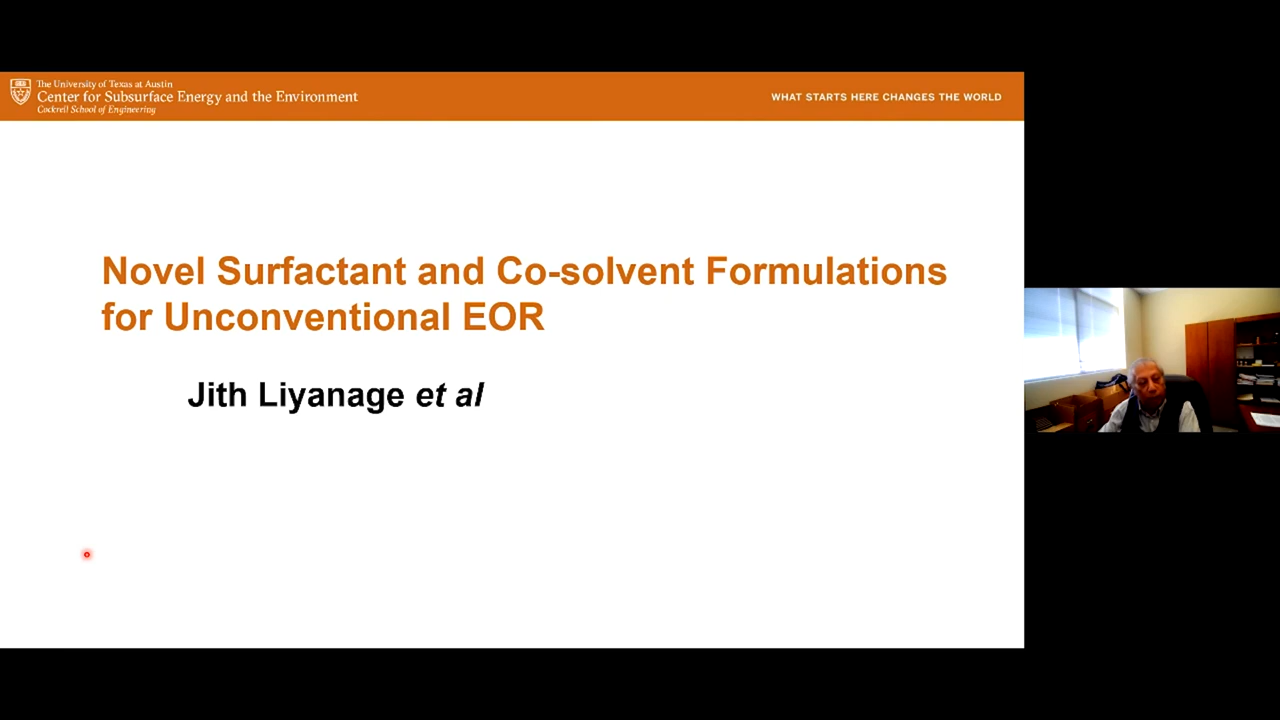 The University of Texas at Austin
Center for Subsurface Energy and the Environment
Cockrell School of Engineering
WHAT STARTS HERE CHANGES THE WORLD
Novel Surfactant and Co-solvent Formulations
for Unconventional EOR
Jith Liyanage et al